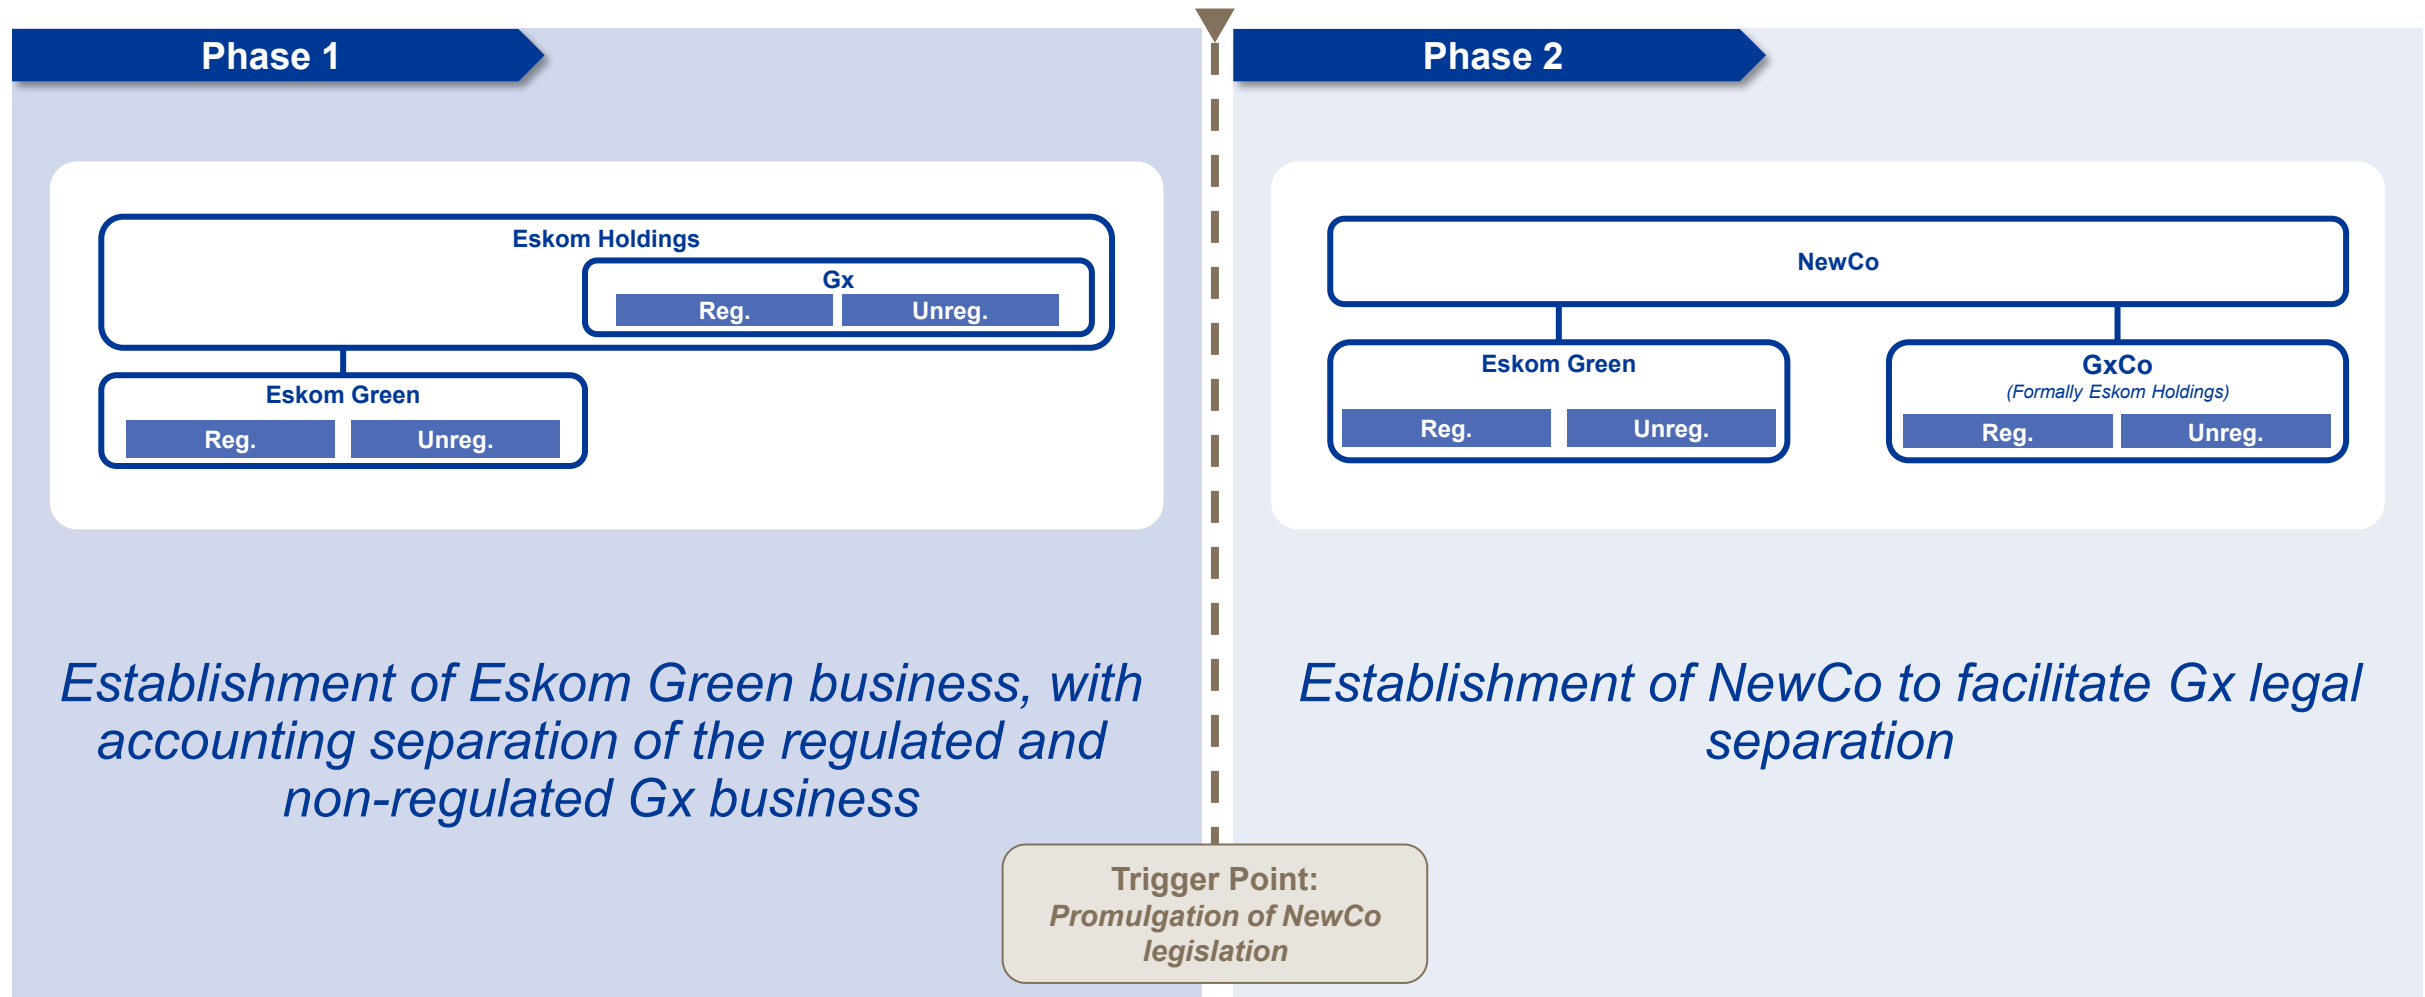 Phase 1
Eskom Holdings
Gx
Reg. Unreg.
Eskom Green
Reg. Unreg.
Establishment of Eskom Green business, with
accounting separation of the regulated and
non-regulated Gx business
Phase 2
NewCo
Eskom Green
Reg. Unreg.
GxCo
(Formally Eskom Holdings)
Reg. Unreg.
Establishment of NewCo to facilitate Gx legal
separation
Trigger Point:
Promulgation of NewCo
legislation